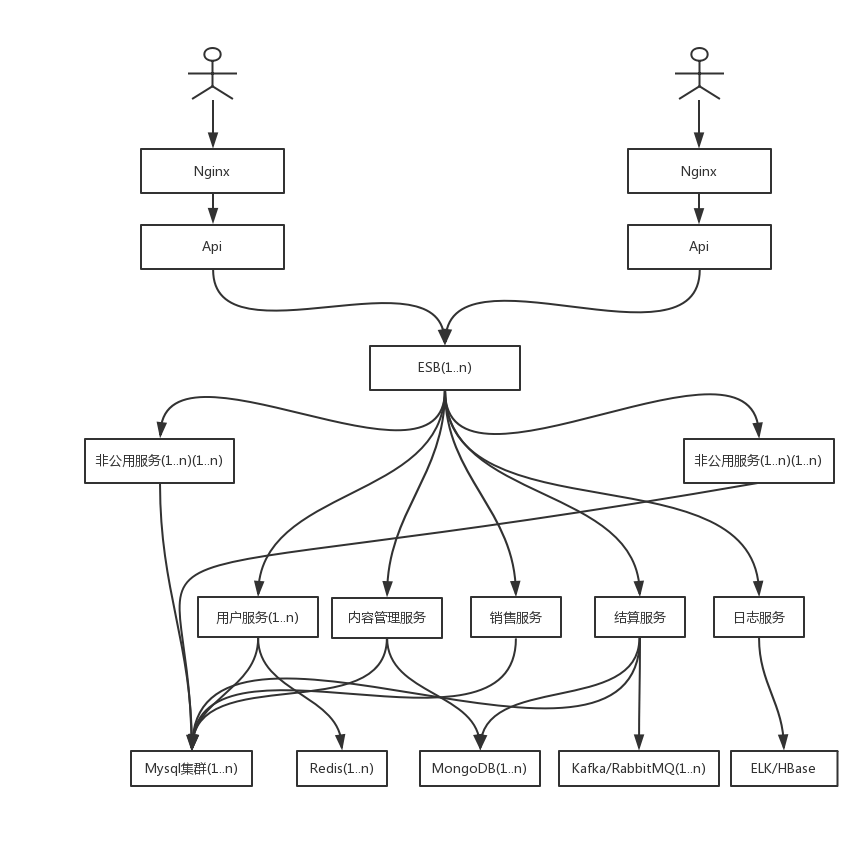 Nginx
Nginx
Api
Api
ESB(1..n)
非公用服务(1..n)(1..n)
非公用服务(1..n)(1..n)
用户服务(1..n)
内容管理服务
销售服务
结算服务
日志服务
Mysql集群(1..n)
Redis(1..n)
MongoDB(1..n)
Kafka/RabbitMQ(1..n)
ELK/HBase